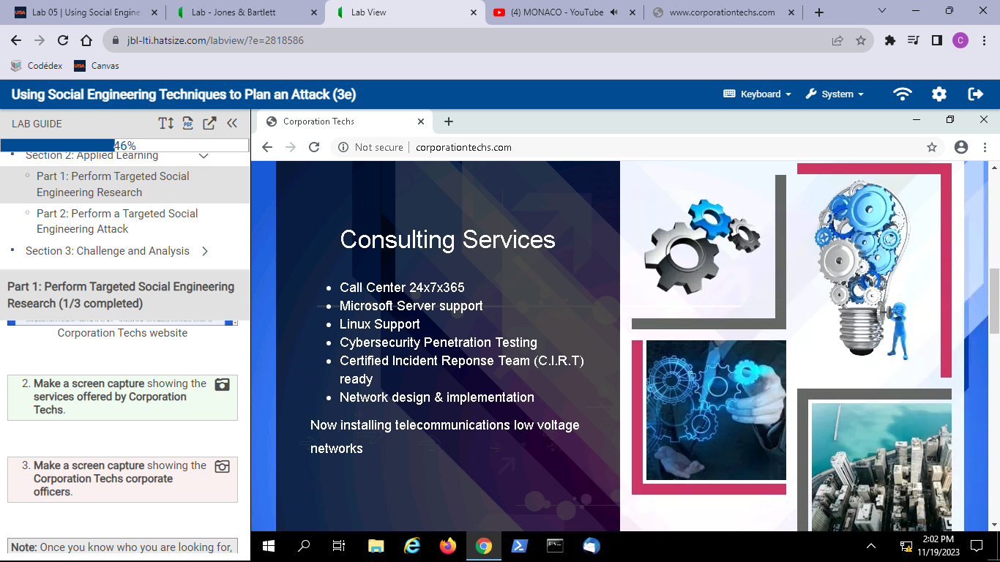 Lab 05 | Using Social Engine
Lab - Jones & Bartlett
Lab View
(4) MONACO - YouTube
www.corporationtechs.com
jbl-lti.hatsize.com/labview/?e=2818586
C
Codédex
UTSA
Canvas
Using Social Engineering Techniques to Plan an Attack (3e)
Keyboard
System
LAB GUIDE
PDF
46%
Section 2: Applied Learning
Part 1: Perform Targeted Social
Engineering Research
Part 2: Perform a Targeted Social
Engineering Attack
Section 3: Challenge and Analysis
Part 1: Perform Targeted Social Engineering
Research (1/3 completed)
Corporation Techs website
2. Make a screen capture showing the
services offered by Corporation
Techs.
3. Make a screen capture showing the
Corporation Techs corporate
officers.
Note: Once you know who you are looking for,
Corporation Techs
Not secure
corporationtechs.com
Consulting Services
• Call Center 24x7x365
• Microsoft Server support
• Linux Support
• Cybersecurity Penetration Testing
• Certified Incident Reponse Team (C.I.R.T)
ready
• Network design & implementation
Now installing telecommunications low voltage
networks
2:02 PM
11/19/2023